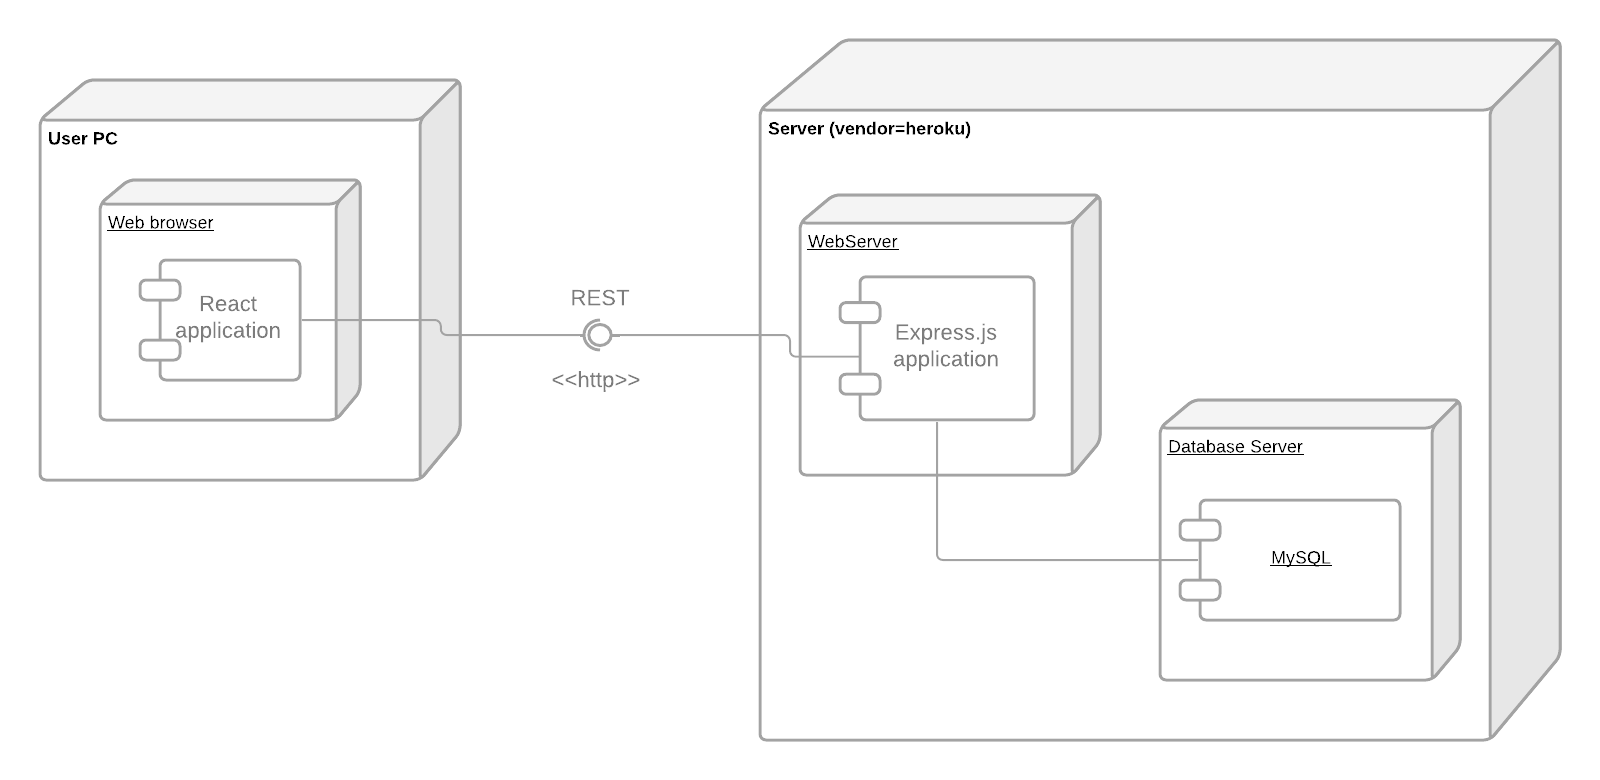 User PC
Web browser
React
application
REST
<<http>>
Server (vendor=heroku)
WebServer
Express.js
application
Database Server
MySQL